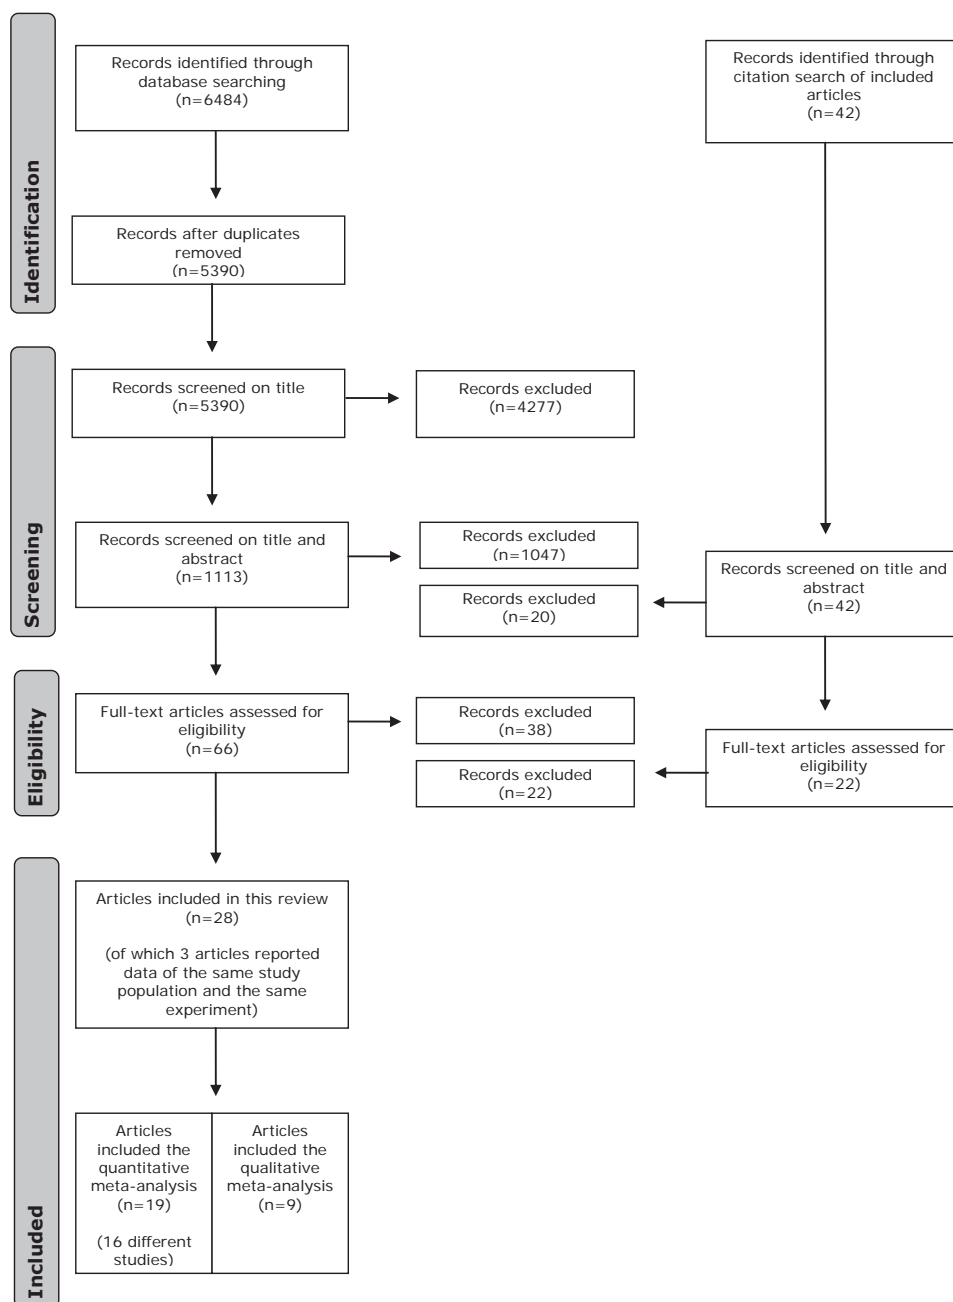 Identification
Records identified through
database searching
(n=6484)
Records identified through
citation search of included
articles
(n=42)
Records after duplicates
removed
(n=5390)
Screening
Records screened on title
(n=5390)
Records excluded
(n=4277)
Records screened on title and
abstract
(n=1113)
Records excluded
(n=1047)
Records excluded
(n=20)
Records screened on title and
abstract
(n=42)
Eligibility
Full-text articles assessed for
eligibility
(n=66)
Records excluded
(n=38)
Records excluded
(n=22)
Full-text articles assessed for
eligibility
(n=22)
Included
Articles included in this review
(n=28)
(of which 3 articles reported
data of the same study
population and the same
experiment)
Articles
included the
quantitative
meta-analysis
(n=19)
(16 different
studies)
Articles
included the
qualitative
meta-analysis
(n=9)